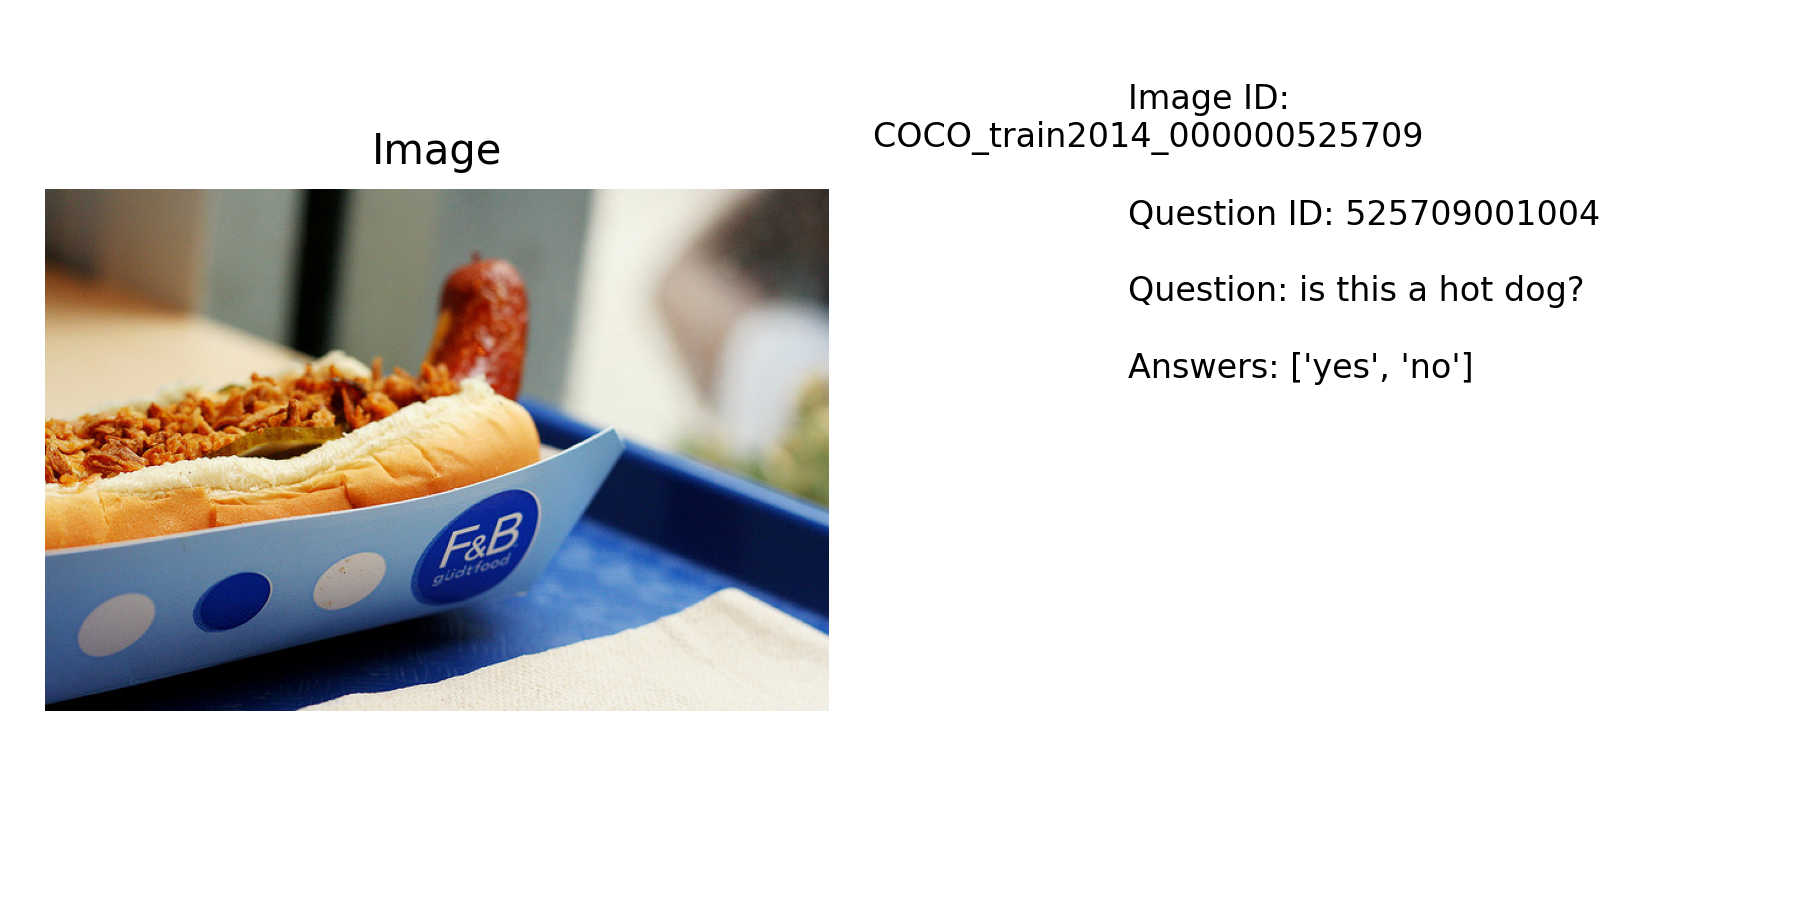 Image
F&B
güdtfood
Image ID:
COCO_train2014_000000525709
Question ID: 525709001004
Question: is this a hot dog?
Answers: ['yes', 'no']